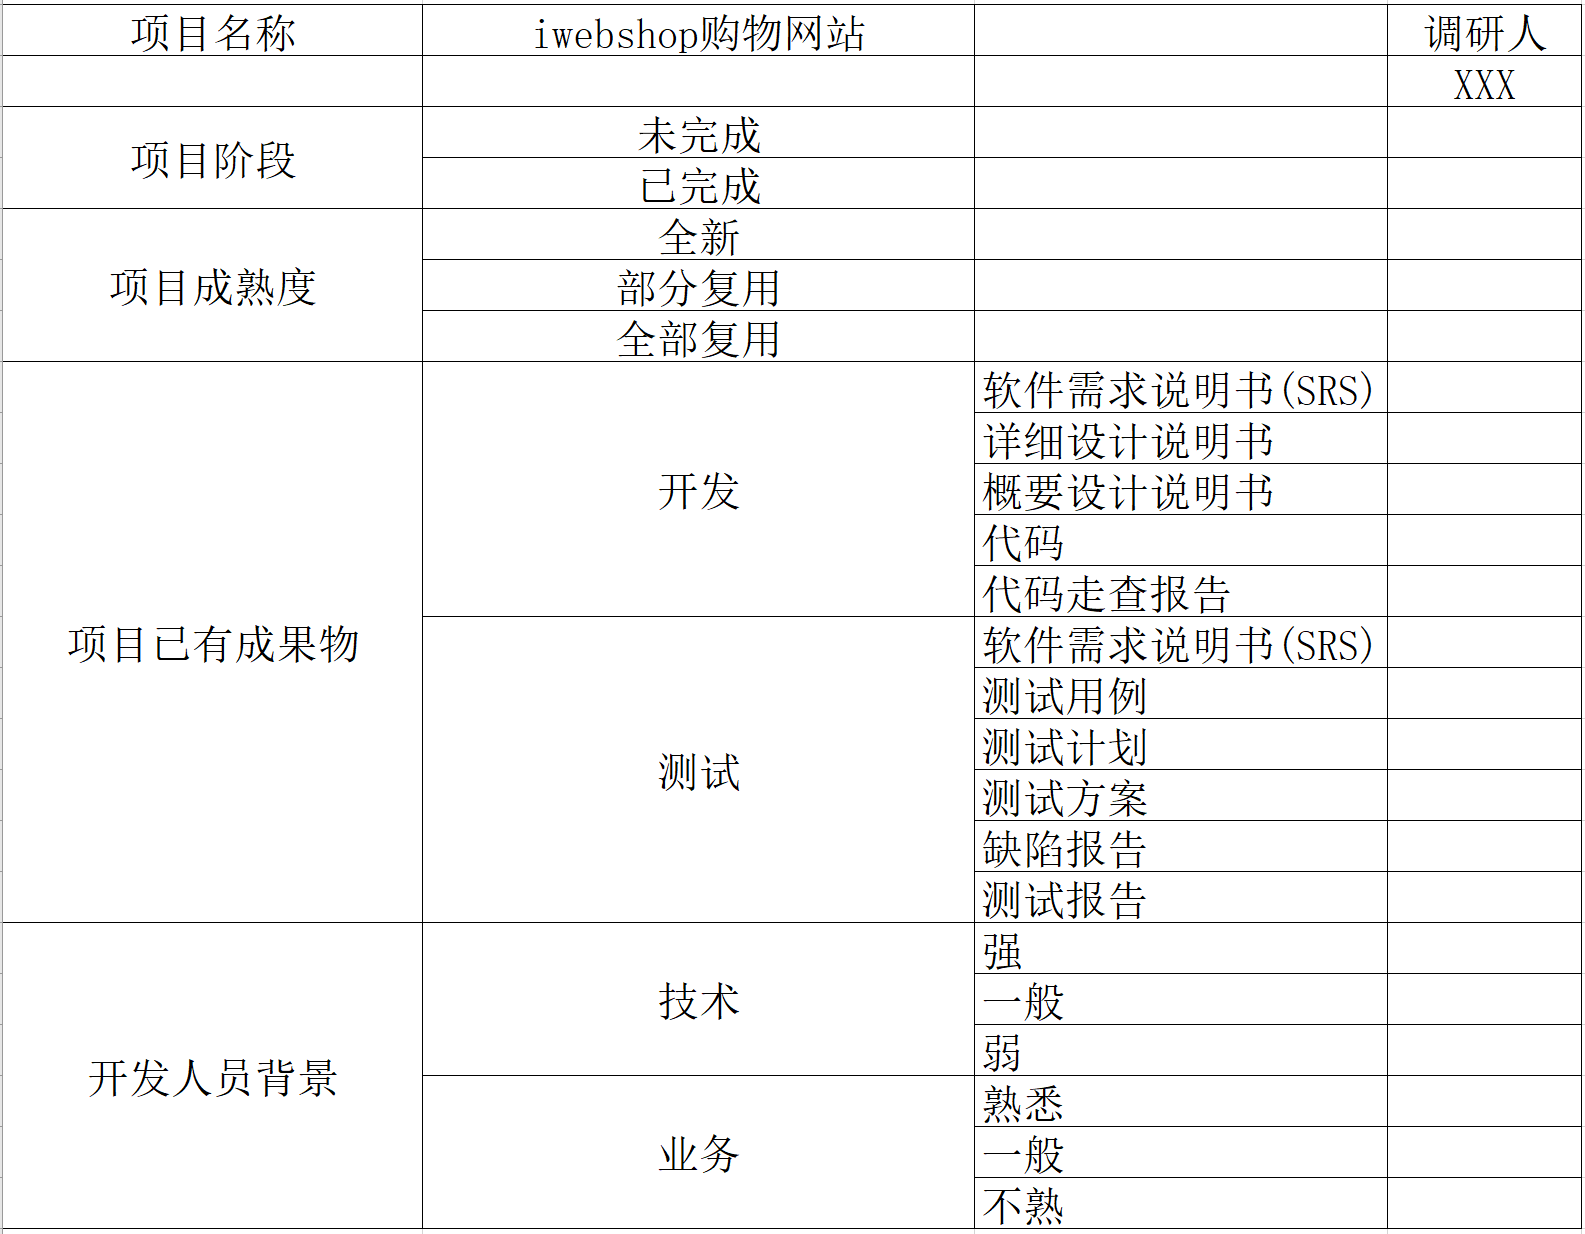 项目名称 iwebshop购物网站 调研人
XXX
项目阶段 未完成
已完成
项目成熟度 全新
部分复用
全部复用
项目已有成果物 开发 软件需求说明书(SRS)
详细设计说明书
概要设计说明书
代码
代码走查报告
测试 软件需求说明书(SRS)
测试用例
测试计划
测试方案
缺陷报告
测试报告
开发人员背景 技术 强
一般
弱
业务 熟悉
一般
不熟